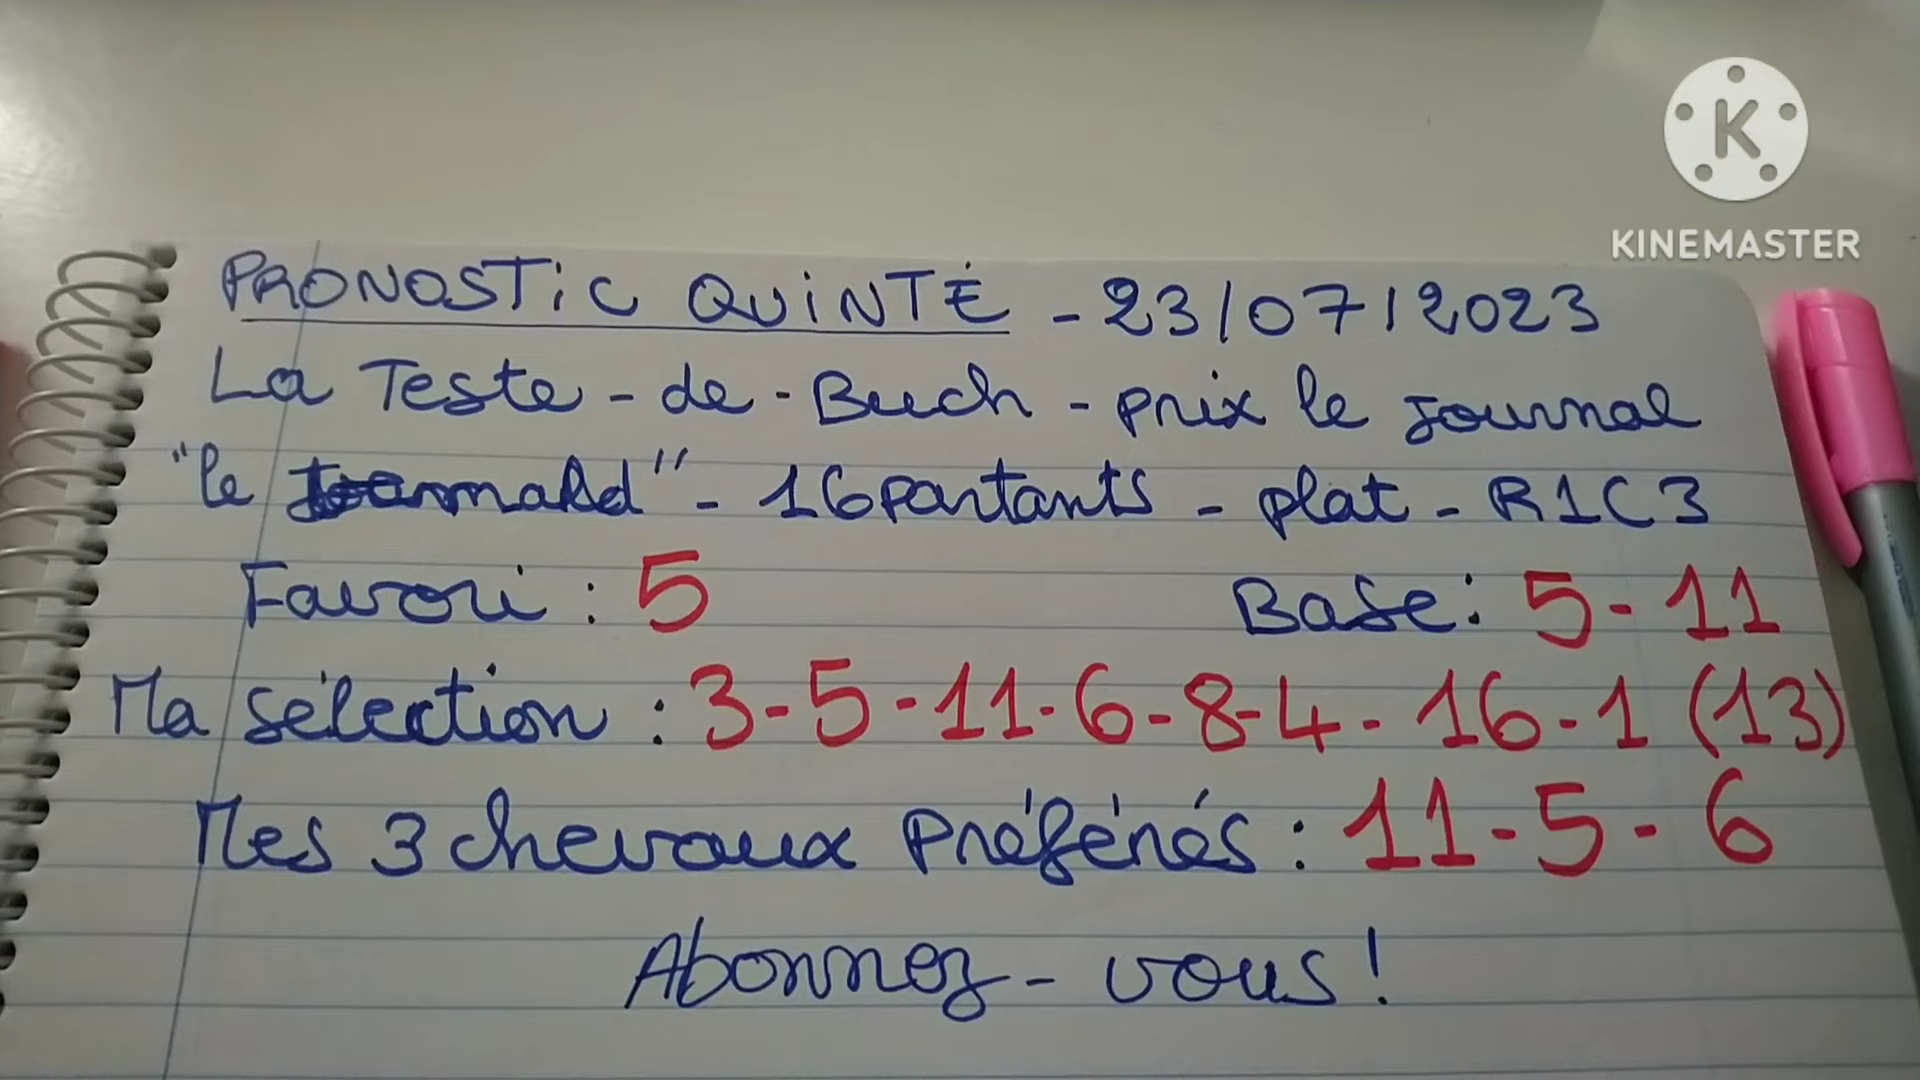 K
KINEMASTER
PRONOSTIC QUINTÉ - 23/07/2023
La Teste-de-Buch - prix le journal
"le " - 16 partants - plat - R1C3
Favori : 5 Base : 5-11
Ma sélection : 3-5-11-6-8-4-16-1 (13)
Mes 3 chevaux préférés : 11-5-6
Abonnez-vous !